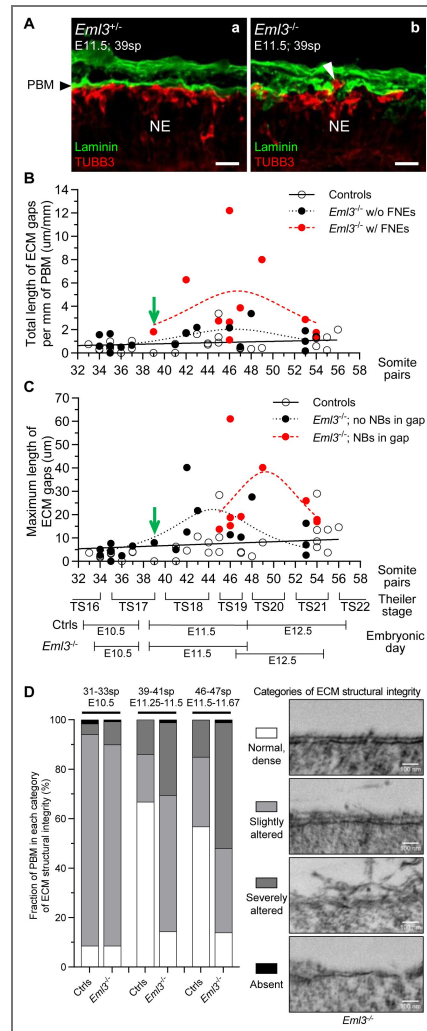 A
Eml3+/-
E11.5; 39sp
a
PBM
NE
Laminin
TUBB3
Eml3-/-
E11.5; 39sp
b
NE
Laminin
TUBB3
B
Total length of ECM gaps
per mm of PBM (um/mm)
14
12
10
8
6
4
2
0
Controls
Eml3-/- w/o FNEs
Eml3-/- w/ FNEs
32 34 36 38 40 42 44 46 48 50 52 54 56 58
Somite
pairs
C
Maximum length of
ECM gaps (um)
70
60
50
40
30
20
10
0
Controls
Eml3-/-; no NBs in gap
Eml3-/-; NBs in gap
32 34 36 38 40 42 44 46 48 50 52 54 56 58
Somite
pairs
TS16 TS17 TS18 TS19 TS20 TS21 TS22
Theiler
stage
Ctrls
E10.5 E11.5 E12.5
Eml3-/-
E10.5 E11.5 E12.5
Embryonic
day
D
31-33sp
E10.5
39-41sp
E11.25-11.5
46-47sp
E11.5-11.67
Fraction of PBM in each category
of ECM structural integrity (%)
100
80
60
40
20
0
Ctrls Eml3-/- Ctrls Eml3-/- Ctrls Eml3-/-
Categories of ECM structural integrity
Normal,
dense
100 nm
Slightly
altered
100 nm
Severely
altered
100 nm
Absent
100 nm
Eml3-/-